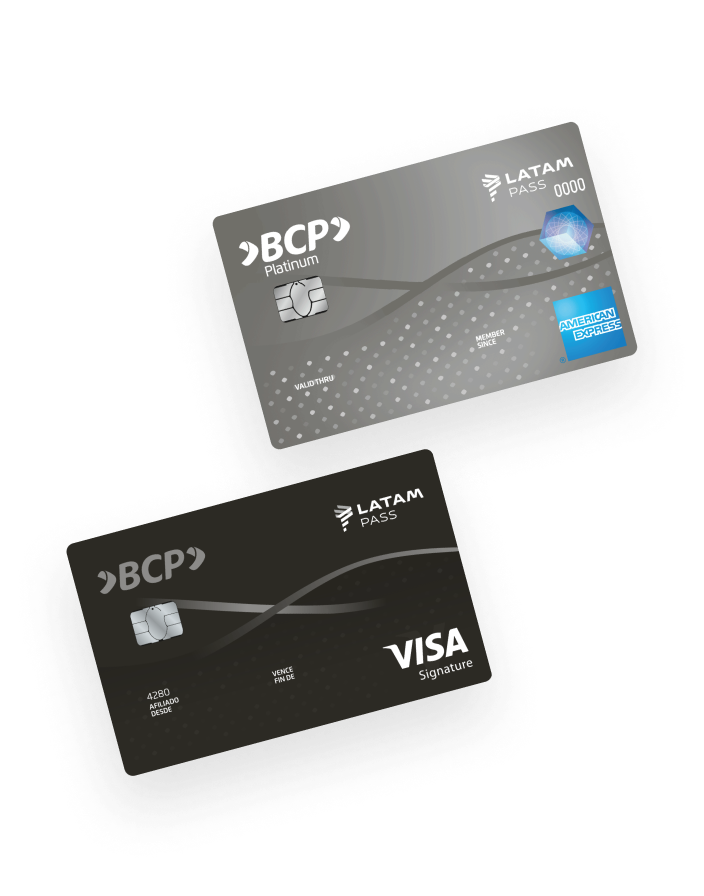 LATAM
PASS
0000
BCP
Platinum
AMERICAN
EXPRESS
MEMBER
SINCE
VALID THRU
LATAM
PASS
BCP
VISA
Signature
VENCE
FIN DE
4280
AFILIADO
DESDE